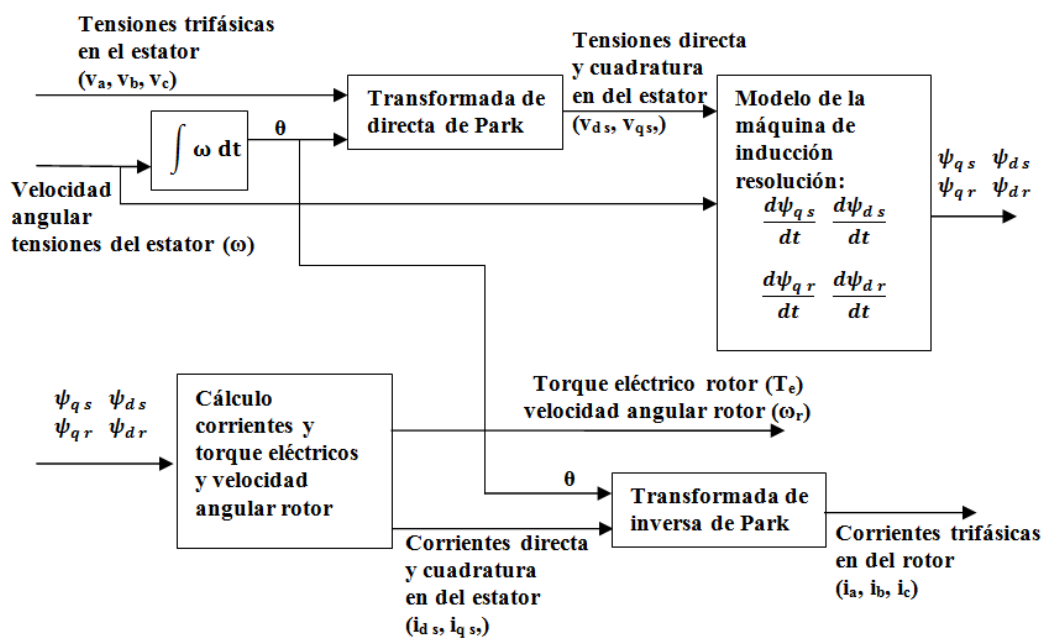 Tensiones trifásicas
en el estator
(va, vb, vc)
Tensiones directa
y cuadratura
en del estator
(vd s, vq s,)
Transformada de
directa de Park
θ
∫ ω dt
Velocidad
angular
tensiones del estator (ω)
Modelo de la
máquina de
inducción
resolución:
dψq s/dt dψd s/dt
dψq r/dt dψd r/dt
ψq s ψd s
ψq r ψd r
ψq s ψd s
ψq r ψd r
Cálculo
corrientes y
torque eléctricos
y velocidad
angular rotor
Torque eléctrico rotor (Te)
velocidad angular rotor (ωr)
θ
Transformada de
inversa de Park
Corrientes directa
y cuadratura
en del estator
(id s, iq s,)
Corrientes trifásicas
en del rotor
(ia, ib, ic)